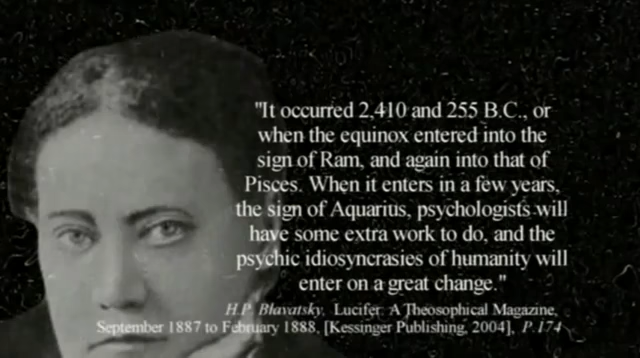 "It occurred 2,410 and 255 B.C., or
when the equinox entered into the
sign of Ram, and again into that of
Pisces. When it enters in a few years,
the sign of Aquarius, psychologists will
have some extra work to do, and the
psychic idiosyncrasies of humanity will
enter on a great change."
H.P. Blavatsky, Lucifer: A Theosophical Magazine,
September 1887 to February 1888, [Kessinger Publishing, 2004], P.174